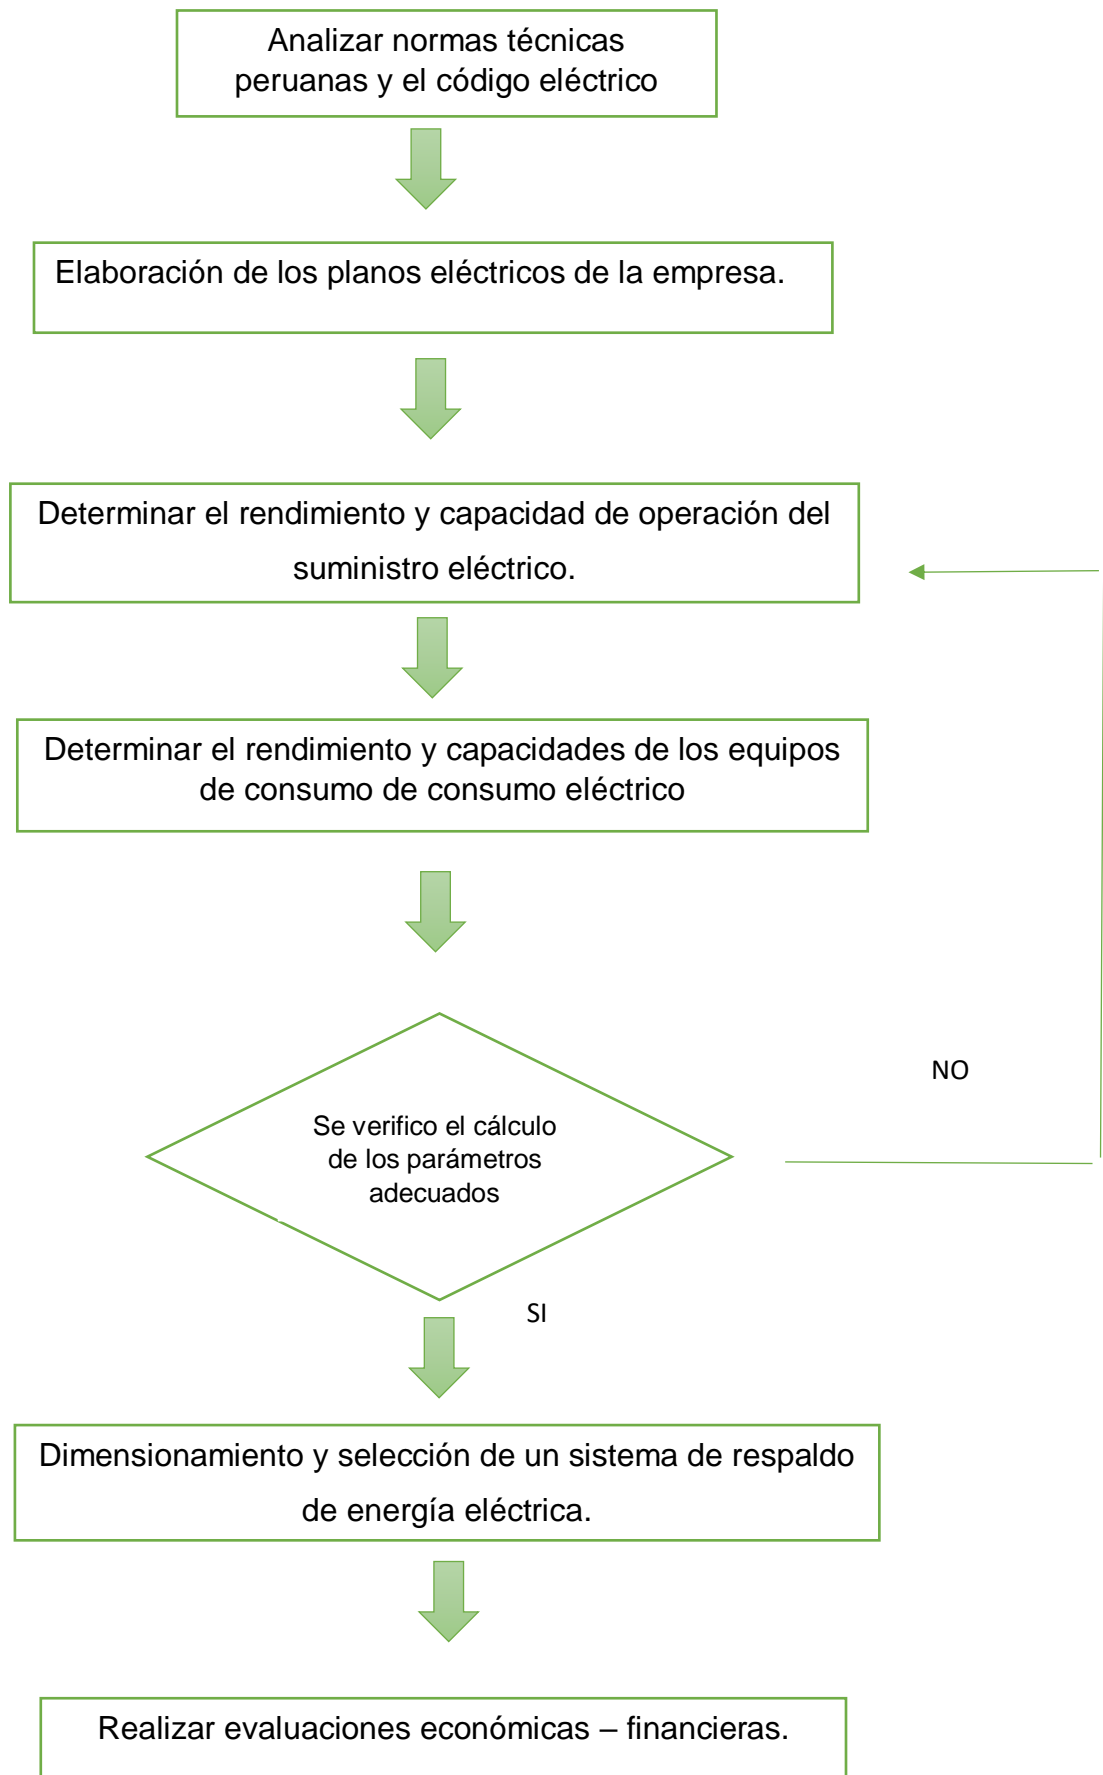 Analizar normas técnicas
peruanas y el código eléctrico
Elaboración de los planos eléctricos de la empresa.
Determinar el rendimiento y capacidad de operación del
suministro eléctrico.
Determinar el rendimiento y capacidades de los equipos
de consumo de consumo eléctrico
NO
Se verifico el cálculo
de los parámetros
adecuados
SI
Dimensionamiento y selección de un sistema de respaldo
de energía eléctrica.
Realizar evaluaciones económicas – financieras.